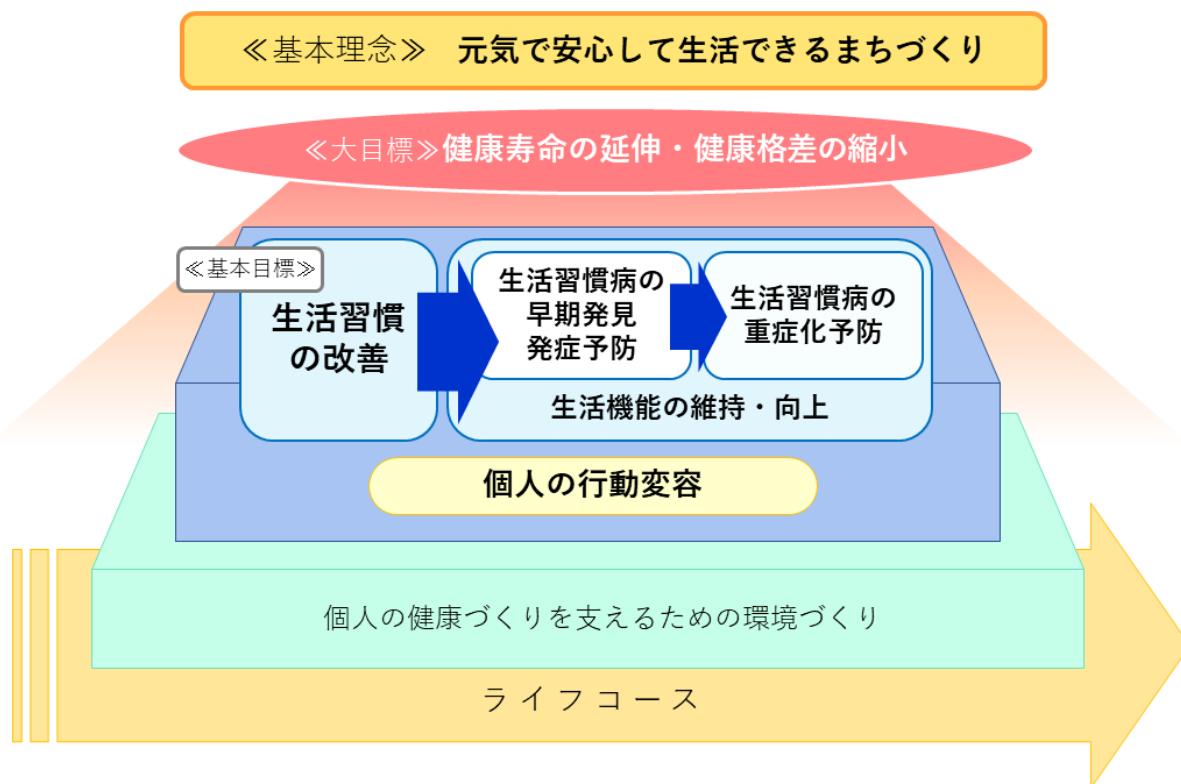 ≪基本理念≫　元気で安心して生活できるまちづくり
≪大目標≫健康寿命の延伸・健康格差の縮小
≪基本目標≫
生活習慣
の改善
生活習慣病の
早期発見
発症予防
生活習慣病の
重症化予防
生活機能の維持・向上
個人の行動変容
個人の健康づくりを支えるための環境づくり
ライフコース